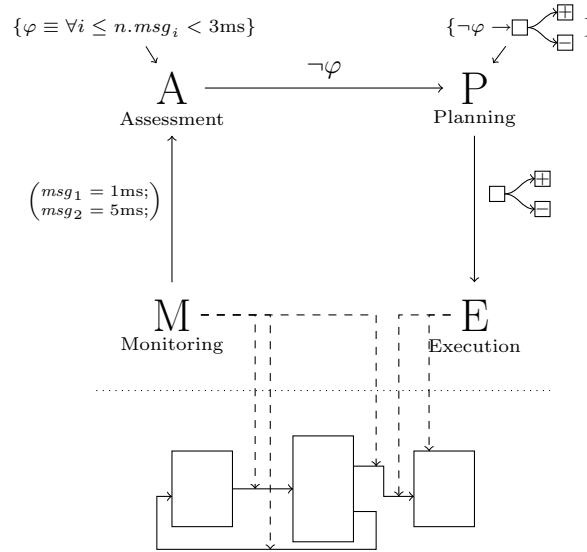 {φ ≡ ∀i ≤ n.msg_i < 3ms}
{¬φ →
+
−
}
A
¬φ
P
Assessment
Planning
(msg_1 = 1ms;
msg_2 = 5ms;)
+
−
M
E
Monitoring
Execution